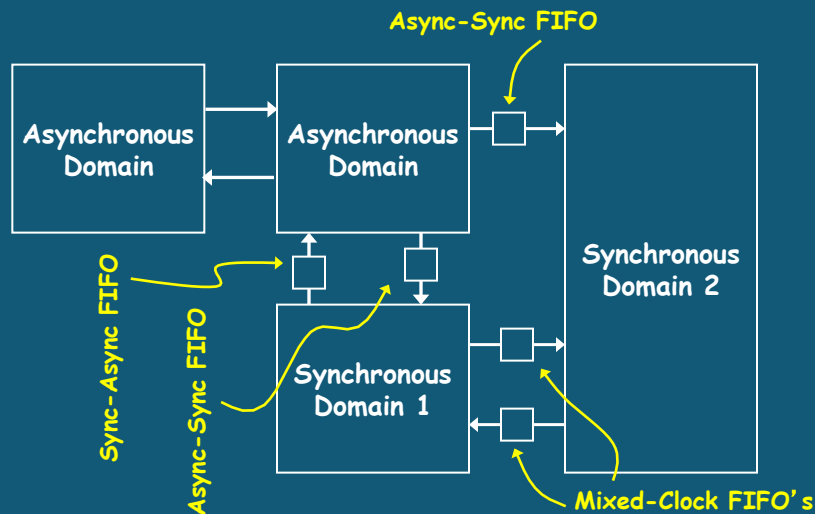 Async-Sync FIFO
Asynchronous
Domain
Asynchronous
Domain
Synchronous
Domain 2
Sync-Async FIFO
Async-Sync FIFO
Synchronous
Domain 1
Mixed-Clock FIFO’s